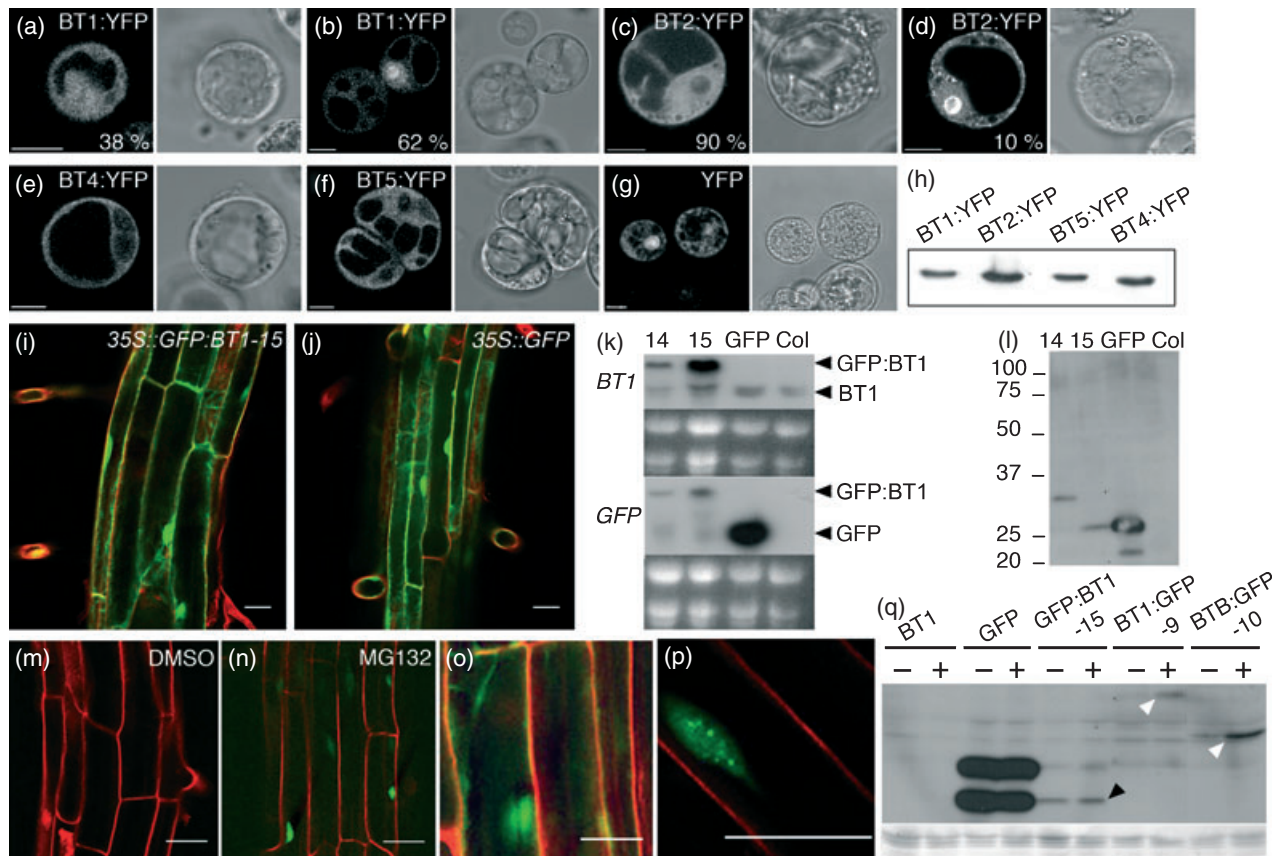 (a) BT1:YFP
38 %
(b) BT1:YFP
62 %
(c) BT2:YFP
90 %
(d) BT2:YFP
10 %
(e) BT4:YFP
(f) BT5:YFP
(g) YFP
(h)
BT1:YFP
BT2:YFP
BT5:YFP
BT4:YFP
(i) 35S::GFP:BT1-15
(j) 35S::GFP
(k) 14 15 GFP Col
BT1
GFP:BT1
BT1
GFP
GFP:BT1
GFP
(l)
14 15 GFP Col
100
75
50
37
25
20
(m) DMSO
(n) MG132
(o)
(p)
(q)
BT1
GFP
GFP:BT1
-15
BT1:GFP
-9
BTB:GFP
-10
– + – + – + – + – +